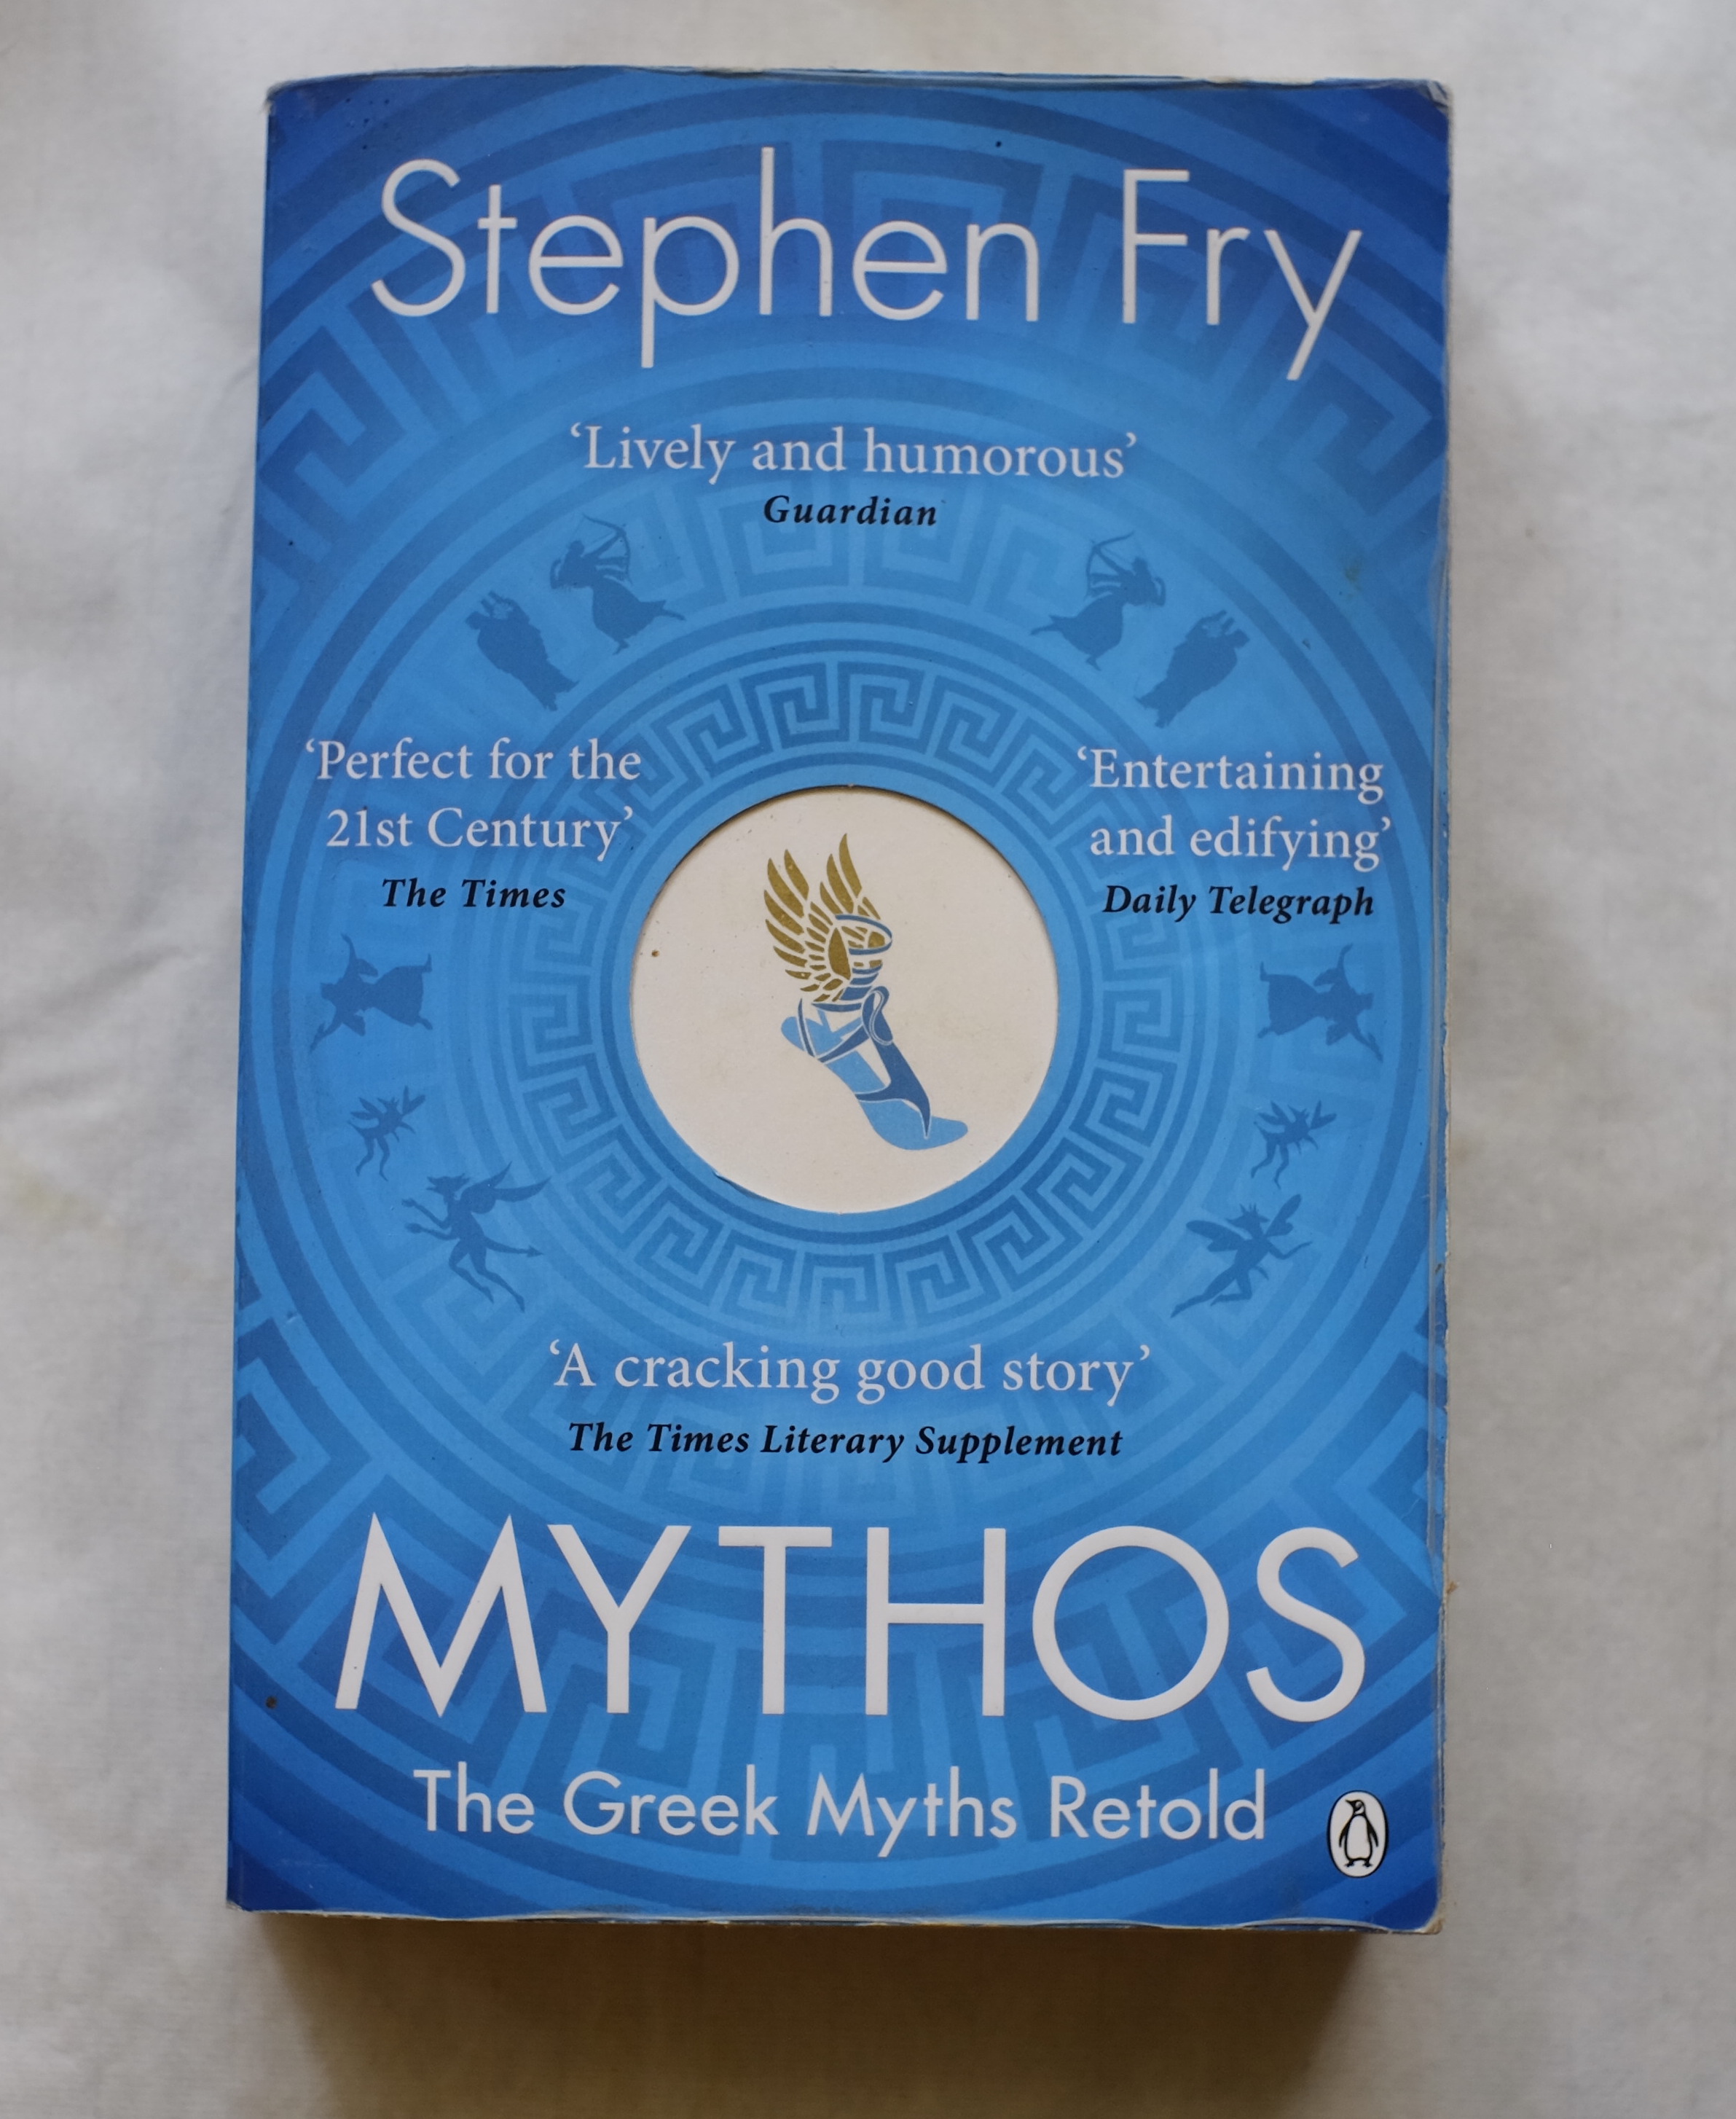 Stephen Fry
‘Lively and humorous’
Guardian
‘Perfect for the
21st Century’
The Times
‘Entertaining
and edifying’
Daily Telegraph
‘A cracking good story’
The Times Literary Supplement
MYTHOS
The Greek Myths Retold